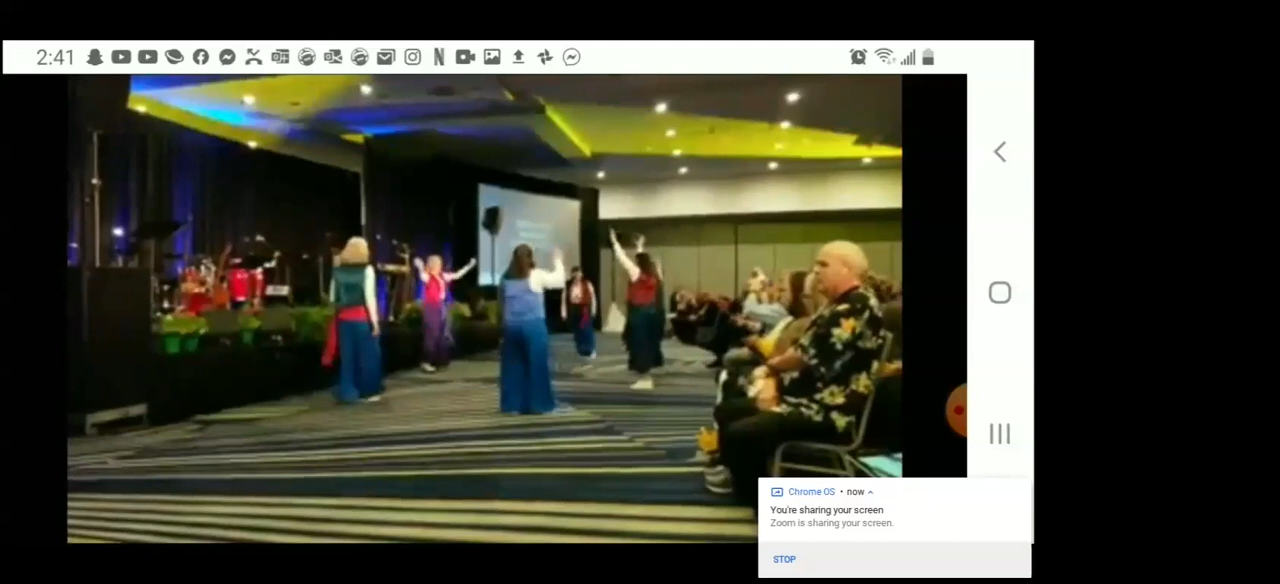 2:41
Chrome OS • now
You're sharing your screen
Zoom is sharing your screen.
STOP